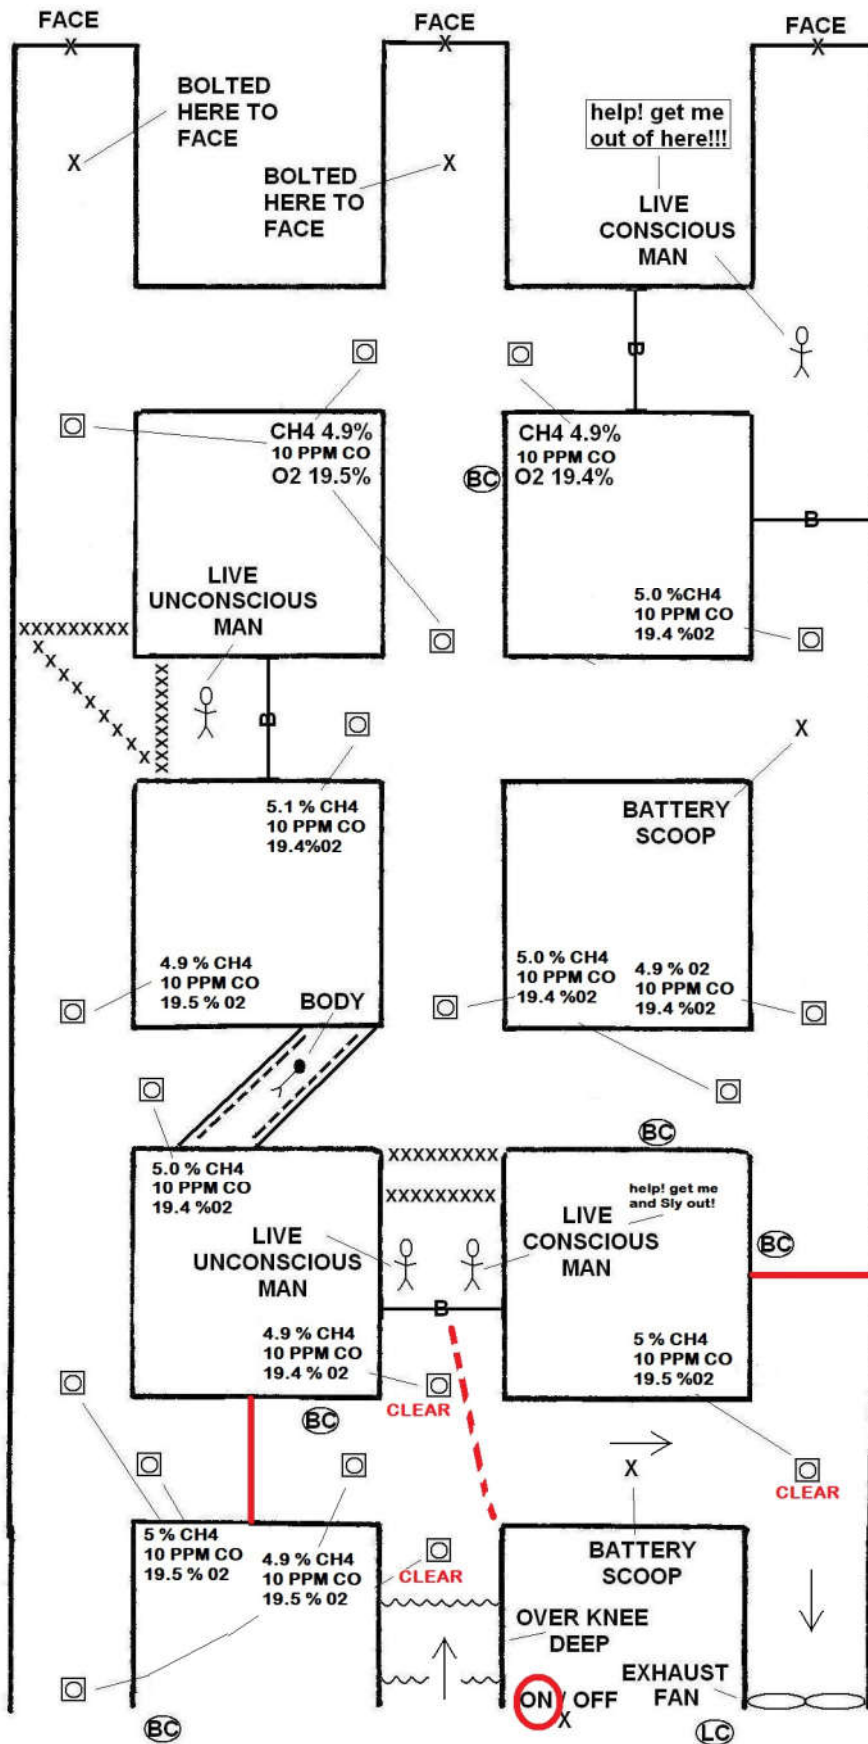 FACE
FACE
FACE
X
X
X
BOLTED
HERE TO
FACE
X
BOLTED
HERE TO
FACE
X
help! get me
out of here!!!
LIVE
CONSCIOUS
MAN
B
CH4 4.9%
10 PPM CO
O2 19.5%
CH4 4.9%
10 PPM CO
O2 19.4%
BC
B
LIVE
UNCONSCIOUS
MAN
5.0 %CH4
10 PPM CO
19.4 %02
XXXXXXXXX
XXXXXXXX
XXXXXXXXXX
B
X
5.1 % CH4
10 PPM CO
19.4%02
BATTERY
SCOOP
4.9 % CH4
10 PPM CO
19.5 % 02
BODY
5.0 % CH4
10 PPM CO
19.4 %02
4.9 % 02
10 PPM CO
19.4 %02
BC
5.0 % CH4
10 PPM CO
19.4 %02
XXXXXXXXX
XXXXXXXXX
help! get me
and Sly out!
LIVE
UNCONSCIOUS
MAN
LIVE
CONSCIOUS
MAN
BC
B
4.9 % CH4
10 PPM CO
19.4 % 02
5 % CH4
10 PPM CO
19.5 %02
CLEAR
BC
X
CLEAR
5 % CH4
10 PPM CO
19.5 % 02
4.9 % CH4
10 PPM CO
19.5 % 02
CLEAR
BATTERY
SCOOP
OVER KNEE
DEEP
ON / OFF
X
EXHAUST
FAN
BC
LC